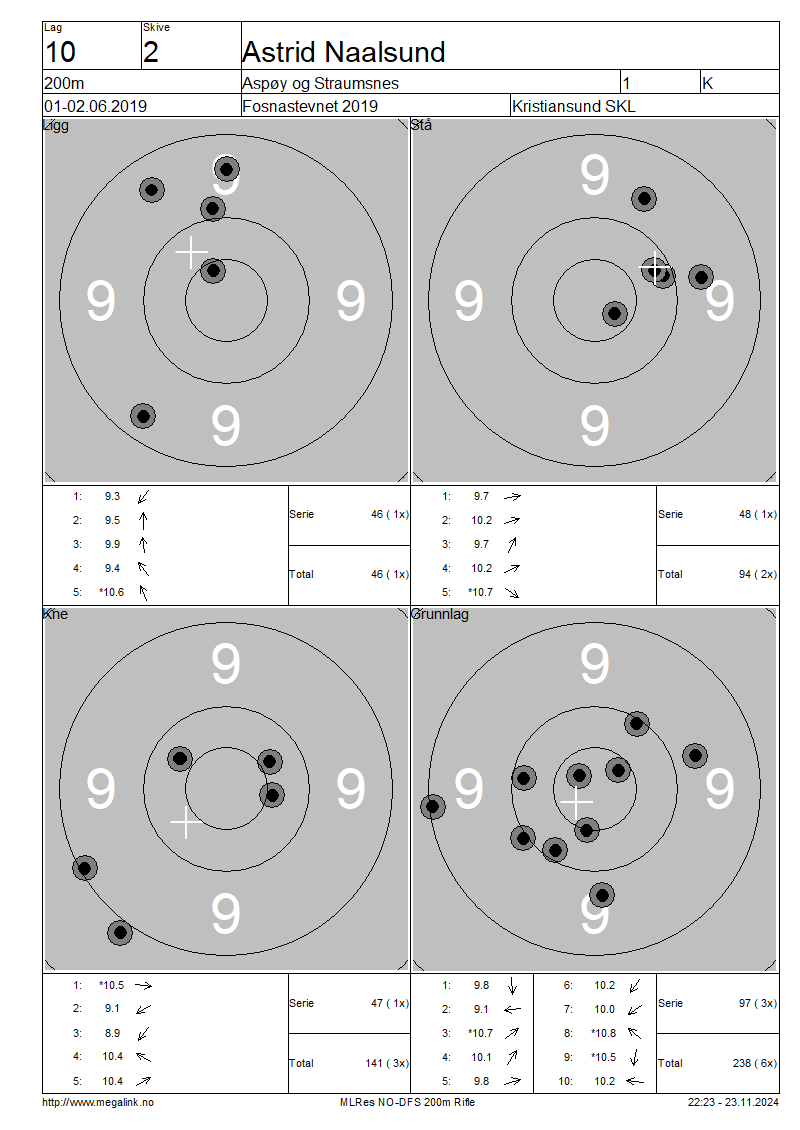 Lag Skive
10 2 Astrid Naalsund
200m Aspøy og Straumsnes 1 K
01-02.06.2019 Fosnastevnet 2019 Kristiansund SKL
Ligg
9
9 9
9
Stå
9
9 9
9
1: 9.3
2: 9.5
3: 9.9
4: 9.4
5: *10.6
Serie 46 ( 1x)
Total 46 ( 1x)
1: 9.7
2: 10.2
3: 9.7
4: 10.2
5: *10.7
Serie 48 ( 1x)
Total 94 ( 2x)
Kne
9
9 9
9
Grunnlag
9
9 9
9
1: *10.5
2: 9.1
3: 8.9
4: 10.4
5: 10.4
Serie 47 ( 1x)
Total 141 ( 3x)
1: 9.8
2: 9.1
3: *10.7
4: 10.1
5: 9.8
6: 10.2
7: 10.0
8: *10.8
9: *10.5
10: 10.2
Serie 97 ( 3x)
Total 238 ( 6x)
http://www.megalink.no MLRes NO-DFS 200m Rifle 22:23 - 23.11.2024